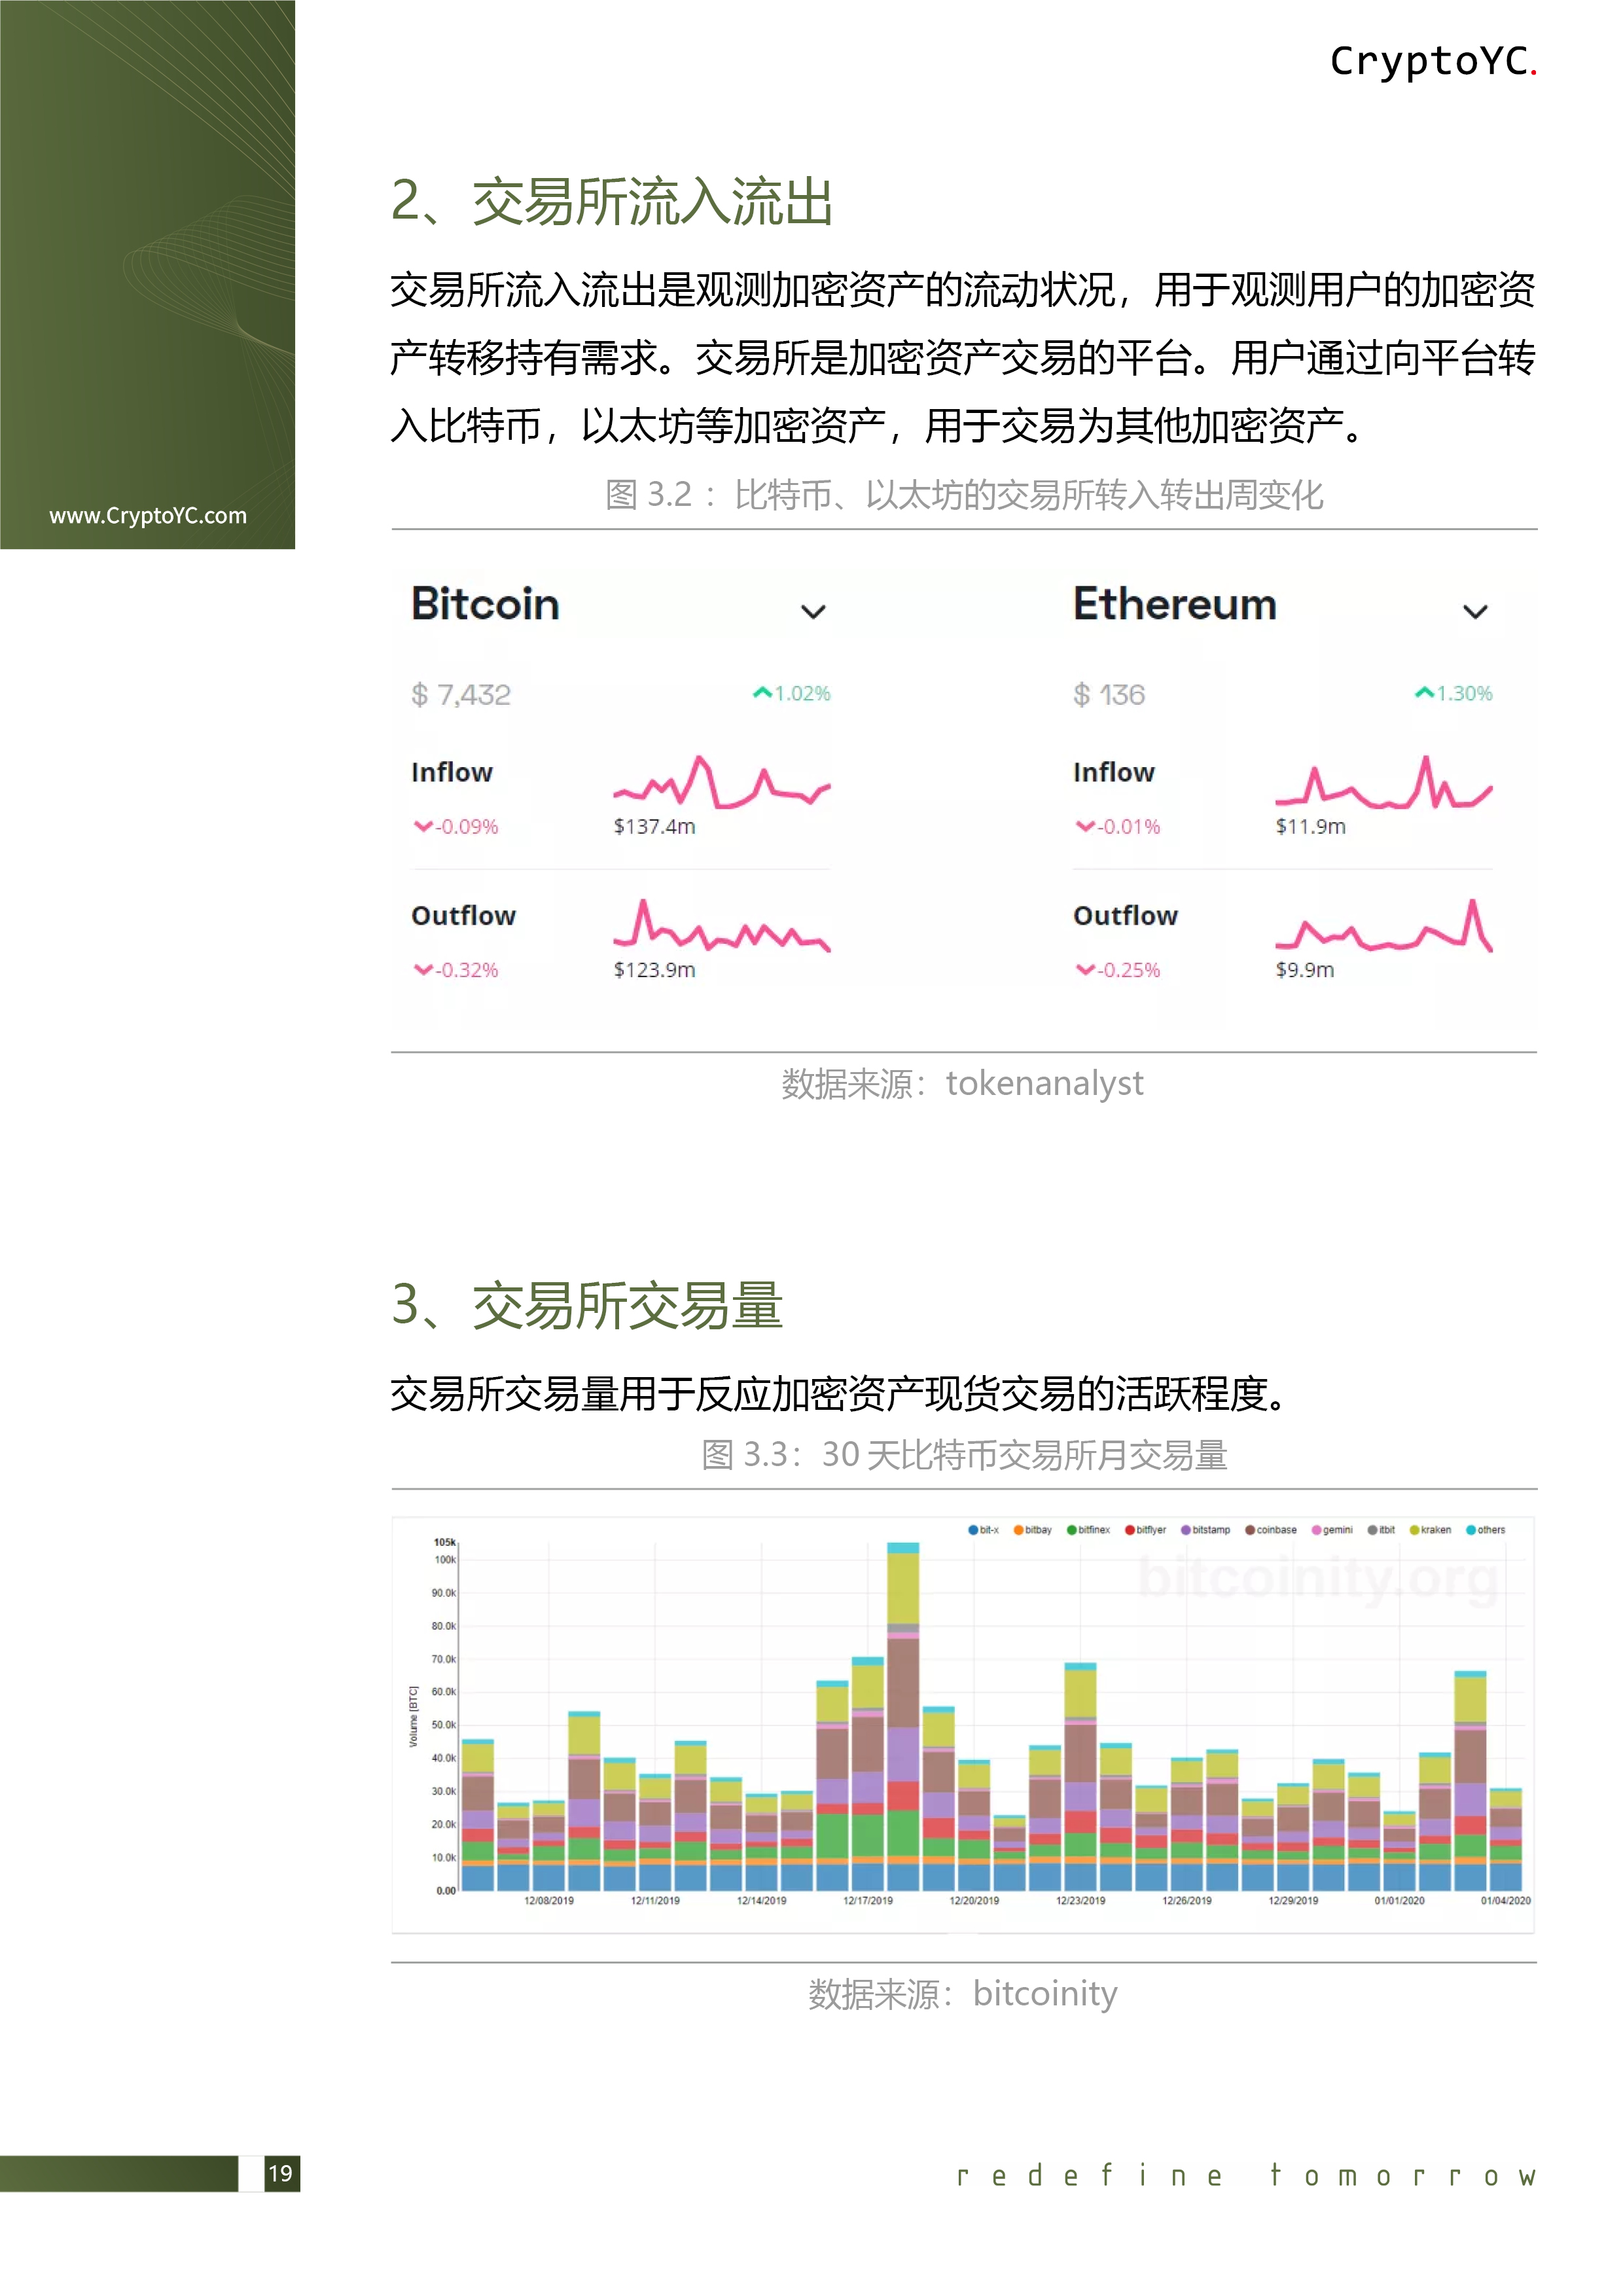 CryptoYC.
www.CryptoYC.com
2、交易所流入流出
交易所流入流出是观测加密资产的流动状况，用于观测用户的加密资
产转移持有需求。交易所是加密资产交易的平台。用户通过向平台转
入比特币，以太坊等加密资产，用于交易为其他加密资产。
图 3.2 ：比特币、以太坊的交易所转入转出周变化
Bitcoin
$ 7,432 1.02%
Inflow
-0.09% $137.4m
Outflow
-0.32% $123.9m
Ethereum
$ 136 1.30%
Inflow
-0.01% $11.9m
Outflow
-0.25% $9.9m
数据来源：tokenanalyst
3、交易所交易量
交易所交易量用于反应加密资产现货交易的活跃程度。
图 3.3：30 天比特币交易所月交易量
bit-x bitbay bitfinex bitflyer bitstamp coinbase gemini itbit kraken others
bitcoinity.org
Volume [BTC]
105k
100k
90.0k
80.0k
70.0k
60.0k
50.0k
40.0k
30.0k
20.0k
10.0k
0.00
12/08/2019 12/11/2019 12/14/2019 12/17/2019 12/20/2019 12/23/2019 12/26/2019 12/29/2019 01/01/2020 01/04/2020
数据来源：bitcoinity
19
redefine tomorrow